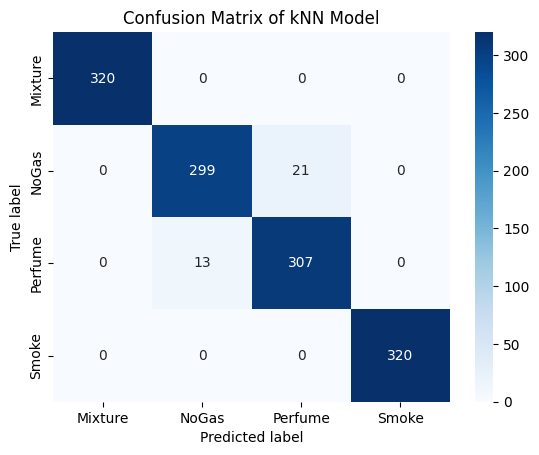 Confusion Matrix of kNN Model
True label
Mixture
NoGas
Perfume
Smoke
320 0 0 0
0 299 21 0
0 13 307 0
0 0 0 320
Mixture NoGas Perfume Smoke
Predicted label
300
250
200
150
100
50
0